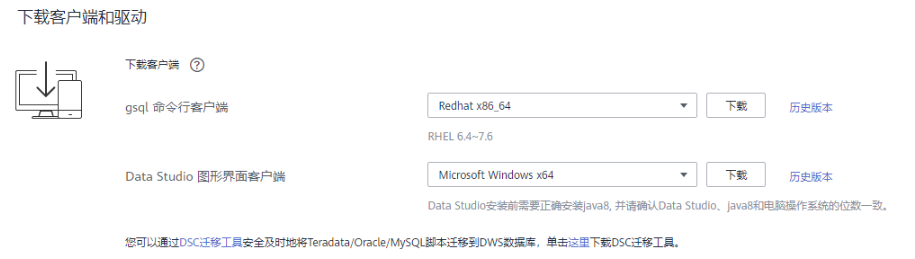 下载客户端和驱动
下载客户端 ?
gsql 命令行客户端 Redhat x86_64 下载 历史版本
RHEL 6.4~7.6
Data Studio 图形界面客户端 Microsoft Windows x64 下载 历史版本
Data Studio安装前需要正确安装java8, 并请确认Data Studio、java8和电脑操作系统的位数一致。
您可以通过DSC迁移工具安全及时地将Teradata/Oracle/MySQL脚本迁移到DWS数据库，单击这里下载DSC迁移工具。